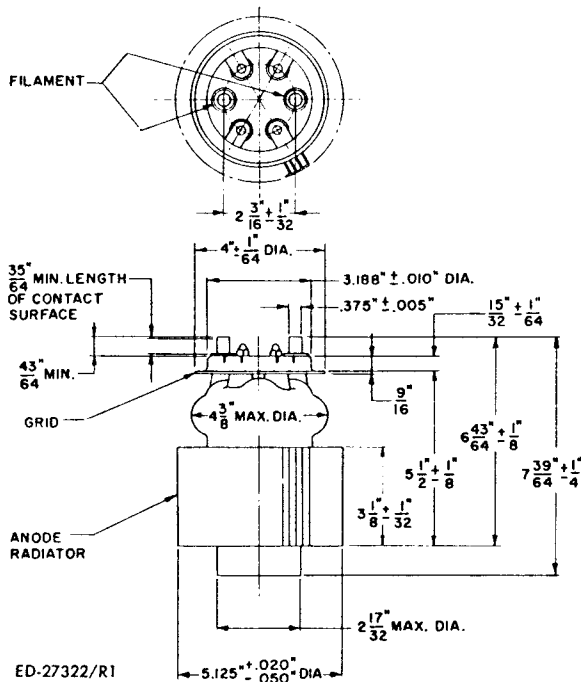 FILAMENT
2 3/16" ± 1/32
4" ± 1/64" DIA.
35/64" MIN. LENGTH
OF CONTACT
SURFACE
3.188" ± .010" DIA.
.375" ± .005"
15/32" ± 1/64"
43/64" MIN.
GRID
4 3/8" MAX. DIA.
9/16"
6 43/64" ± 1/8"
5 1/2" ± 1/8"
7 39/64" ± 1/4"
3 1/8" ± 1/32"
ANODE
RADIATOR
2 17/32" MAX. DIA.
5.125" +.020" -.050" DIA
ED-27322/R1